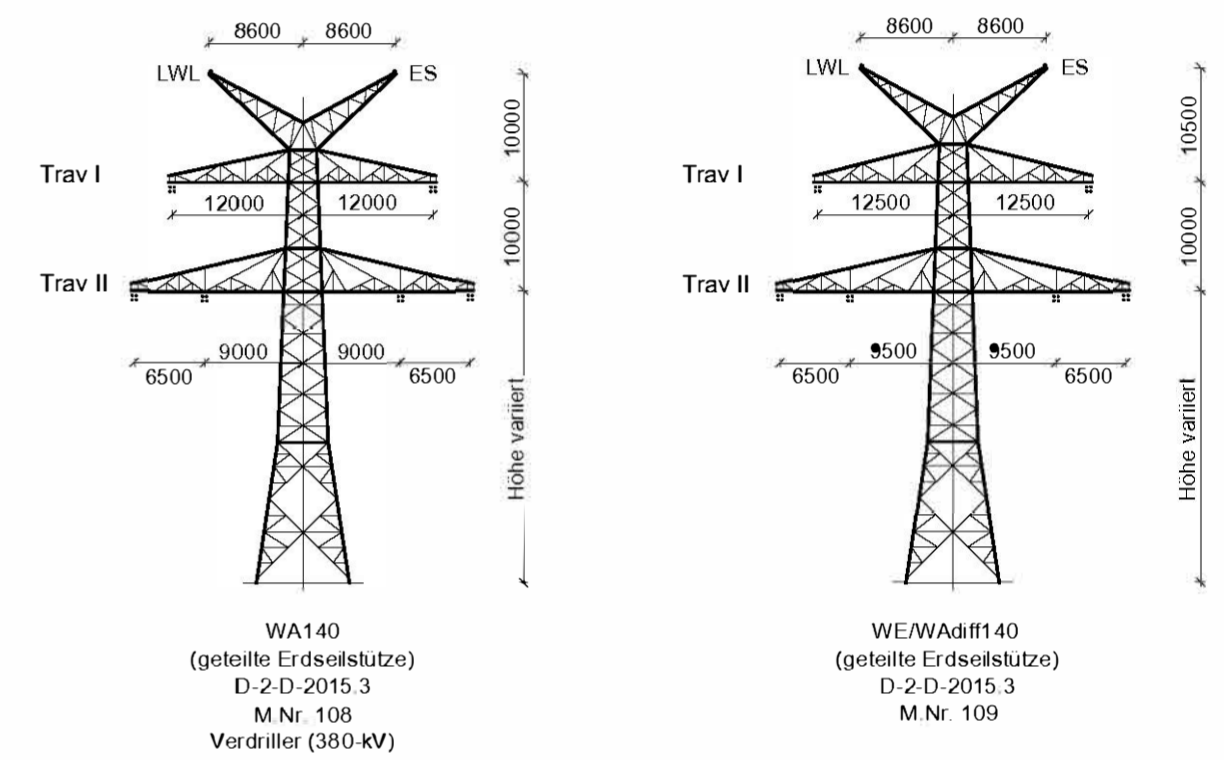 8600 8600
LWL ES
10000
Trav I
12000 12000
10000
Trav II
9000 9000
6500 6500
Höhe variiert
WA140
(geteilte Erdseilstütze)
D-2-D-2015.3
M.Nr. 108
Verdriller (380-kV)
8600 8600
LWL ES
10500
Trav I
12500 12500
10000
Trav II
9500 9500
6500 6500
Höhe variiert
WE/WAdiff140
(geteilte Erdseilstütze)
D-2-D-2015.3
M.Nr. 109